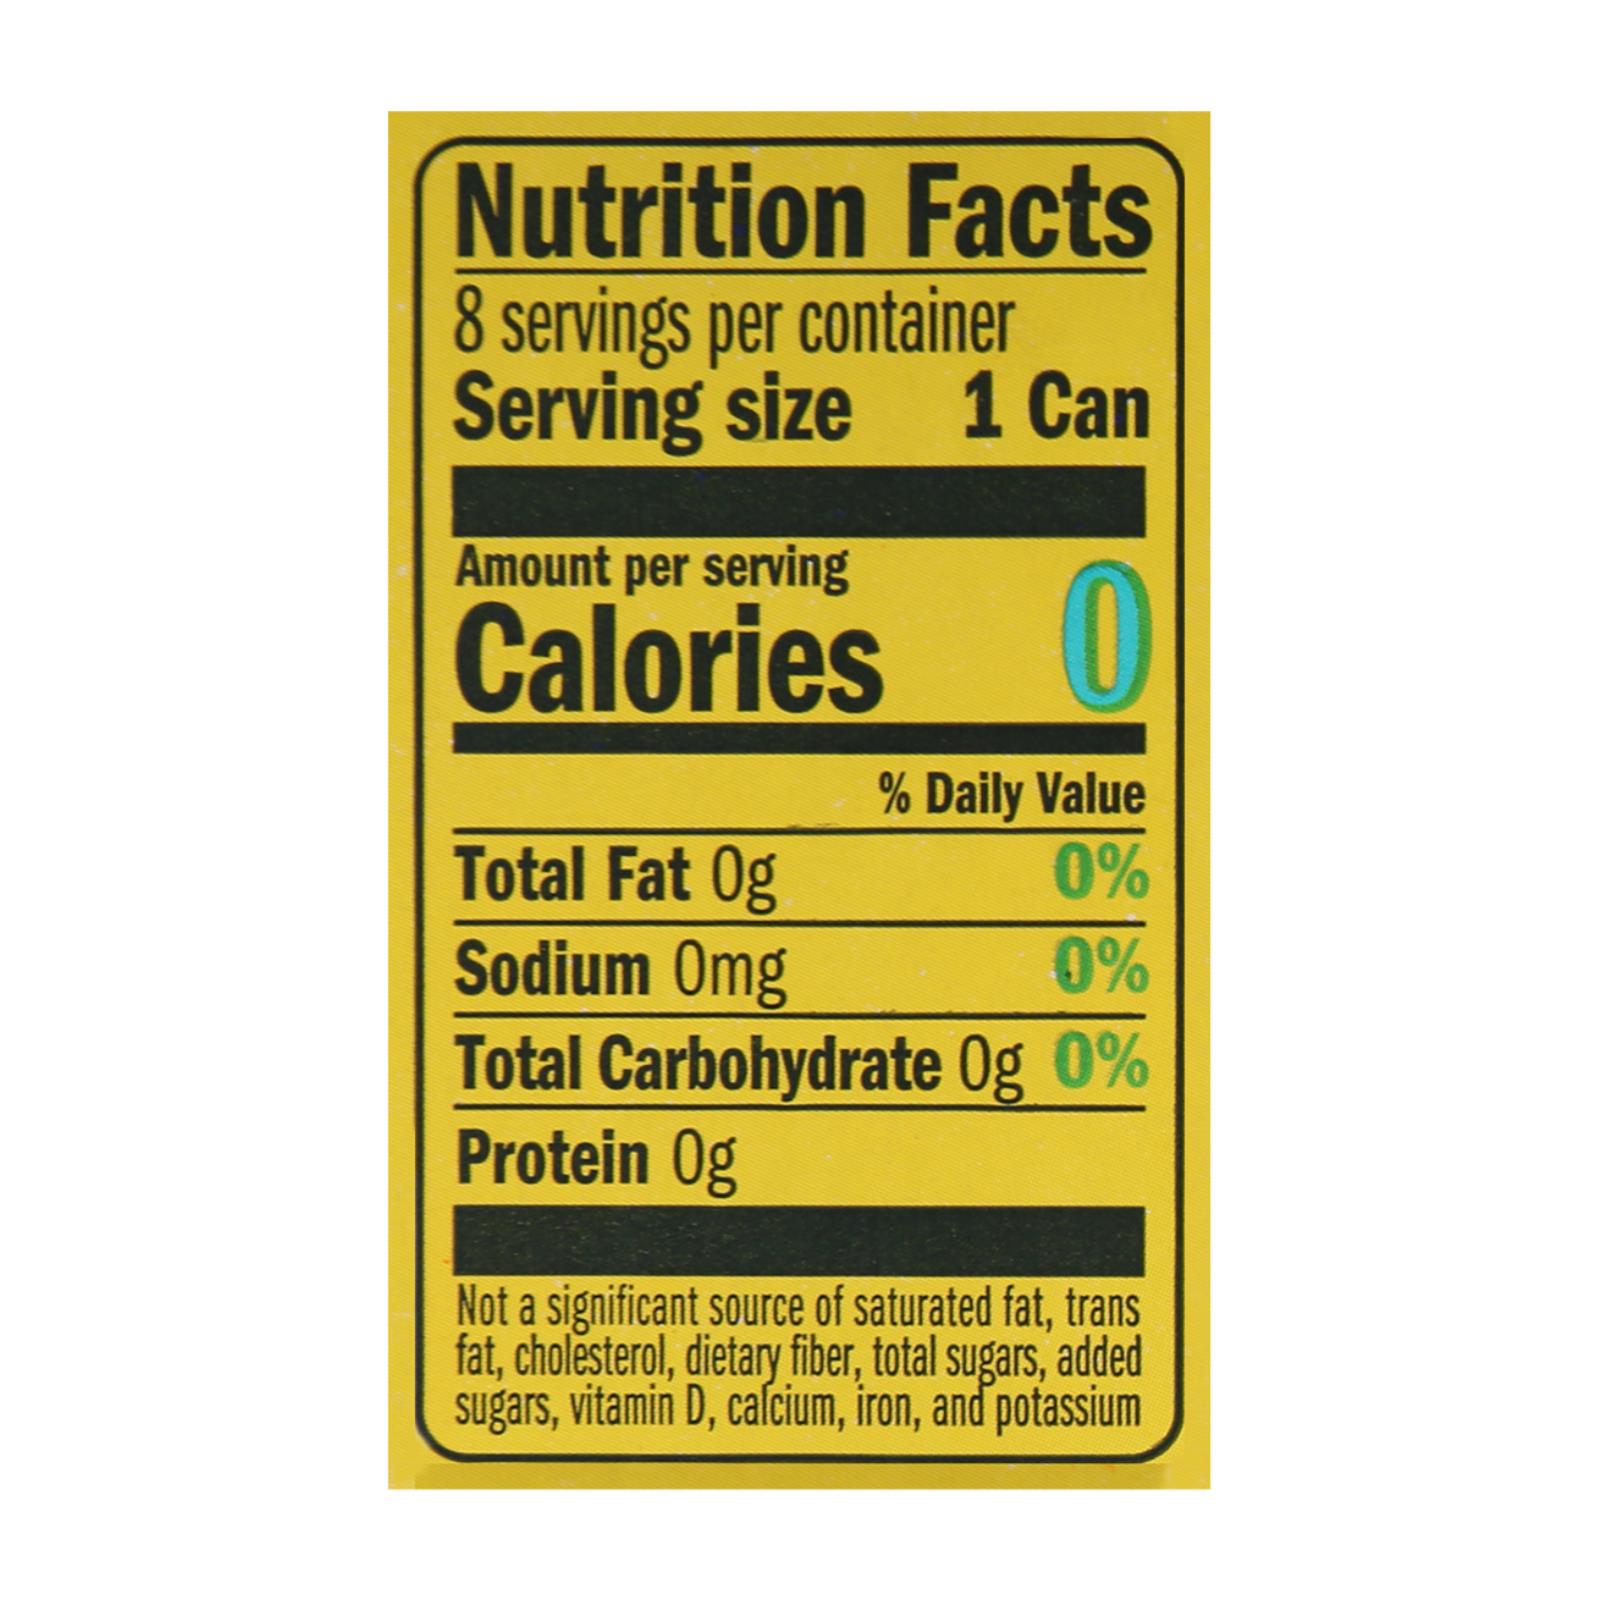 Nutrition Facts
8 servings per container
Serving size 1 Can
Amount per serving
Calories 0
% Daily Value
Total Fat 0g 0%
Sodium 0mg 0%
Total Carbohydrate 0g 0%
Protein 0g
Not a significant source of saturated fat, trans
fat, cholesterol, dietary fiber, total sugars, added
sugars, vitamin D, calcium, iron, and potassium